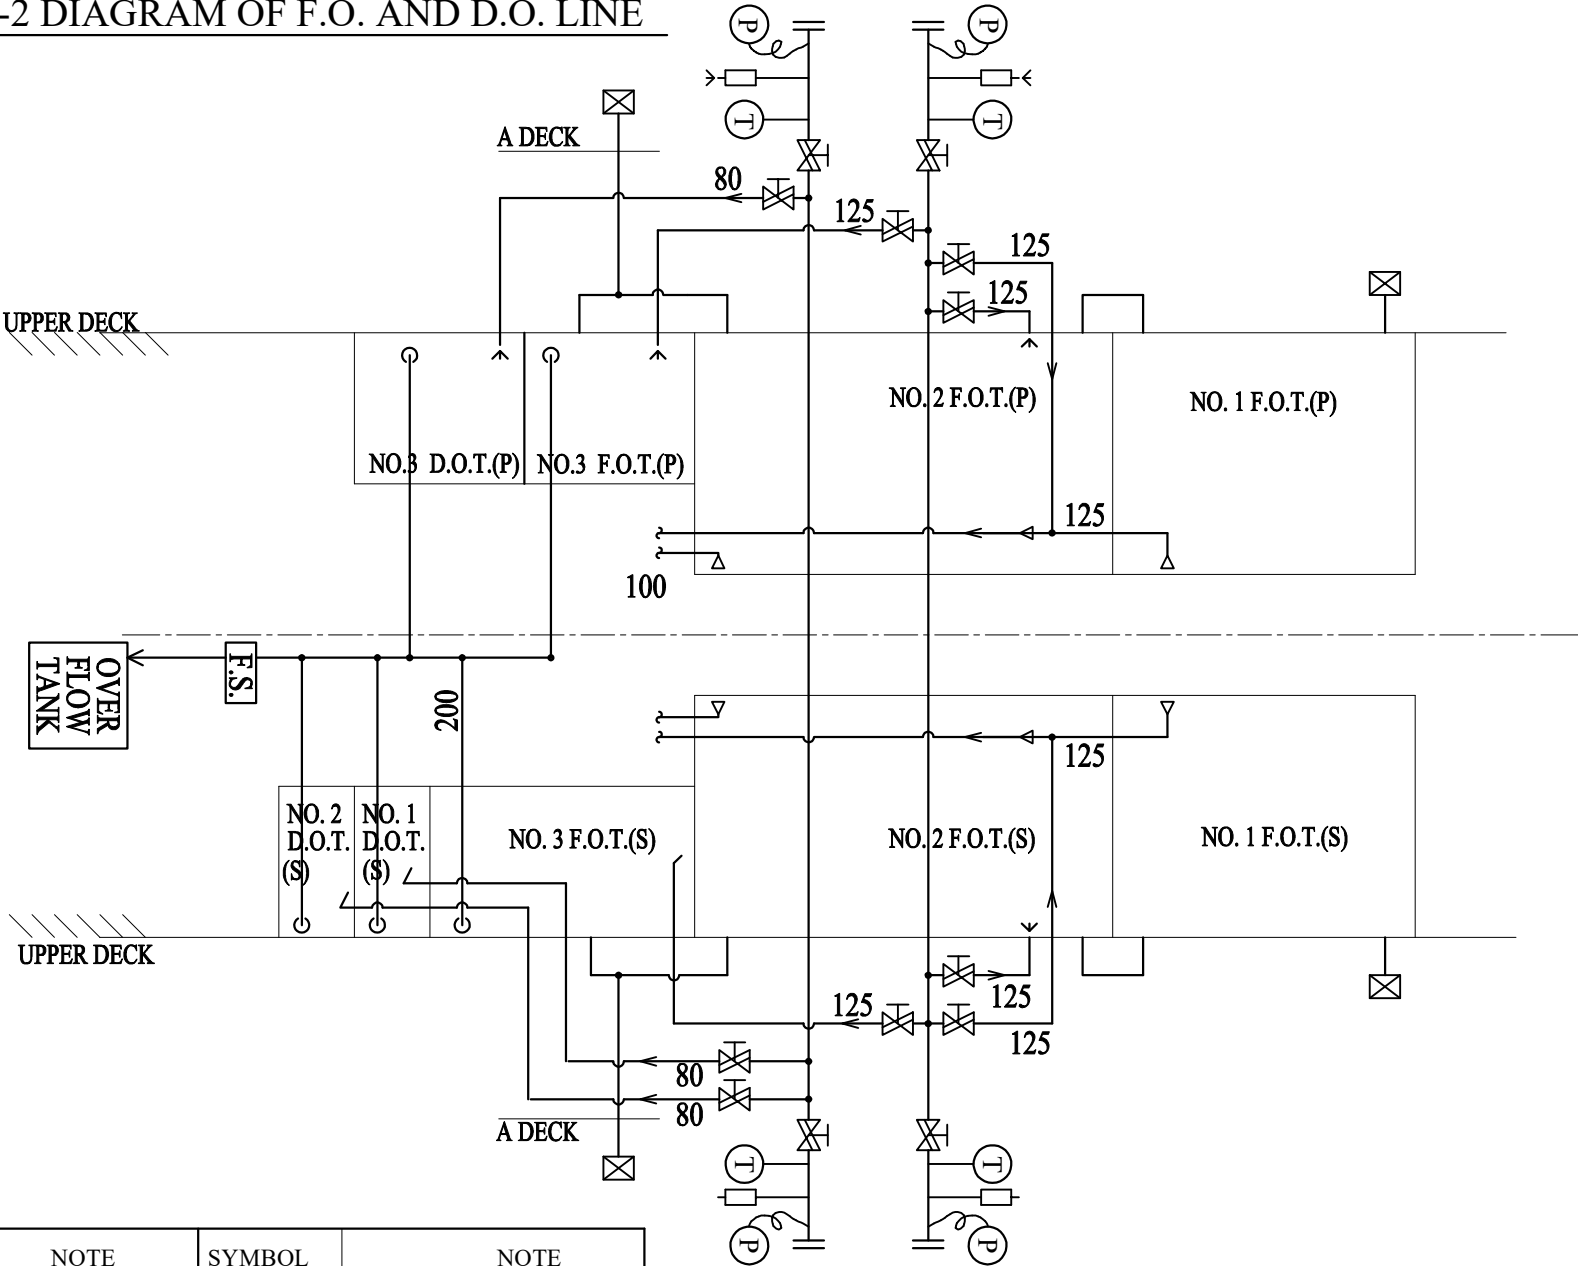 -2 DIAGRAM OF F.O. AND D.O. LINE
P
P
T
T
A DECK
80
125
125
125
UPPER DECK
NO. 2 F.O.T.(P)
NO. 1 F.O.T.(P)
NO.3 D.O.T.(P)
NO.3 F.O.T.(P)
125
100
OVER
FLOW
TANK
F.S.
200
125
NO. 2
D.O.T.
(S)
NO. 1
D.O.T.
(S)
NO. 3 F.O.T.(S)
NO. 2 F.O.T.(S)
NO. 1 F.O.T.(S)
UPPER DECK
125
125
125
80
80
A DECK
T
T
P
P
NOTE
SYMBOL
NOTE